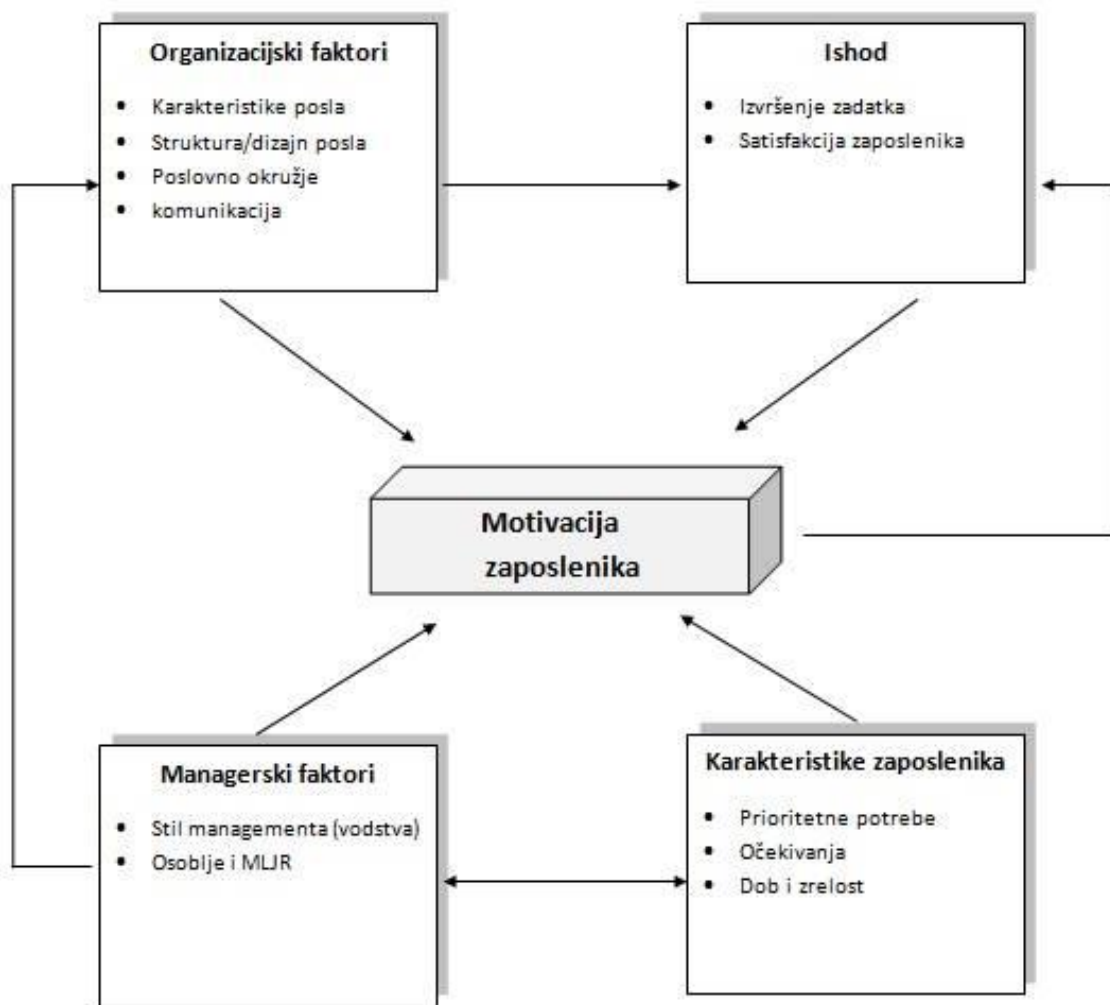 Organizacijski faktori
• Karakteristike posla
• Struktura/dizajn posla
• Poslovno okružje
• komunikacija
Ishod
• Izvršenje zadatka
• Satisfakcija zaposlenika
Motivacija
zaposlenika
Managerski faktori
• Stil managementa (vodstva)
• Osoblje i MLJR
Karakteristike zaposlenika
• Prioritetne potrebe
• Očekivanja
• Dob i zrelost